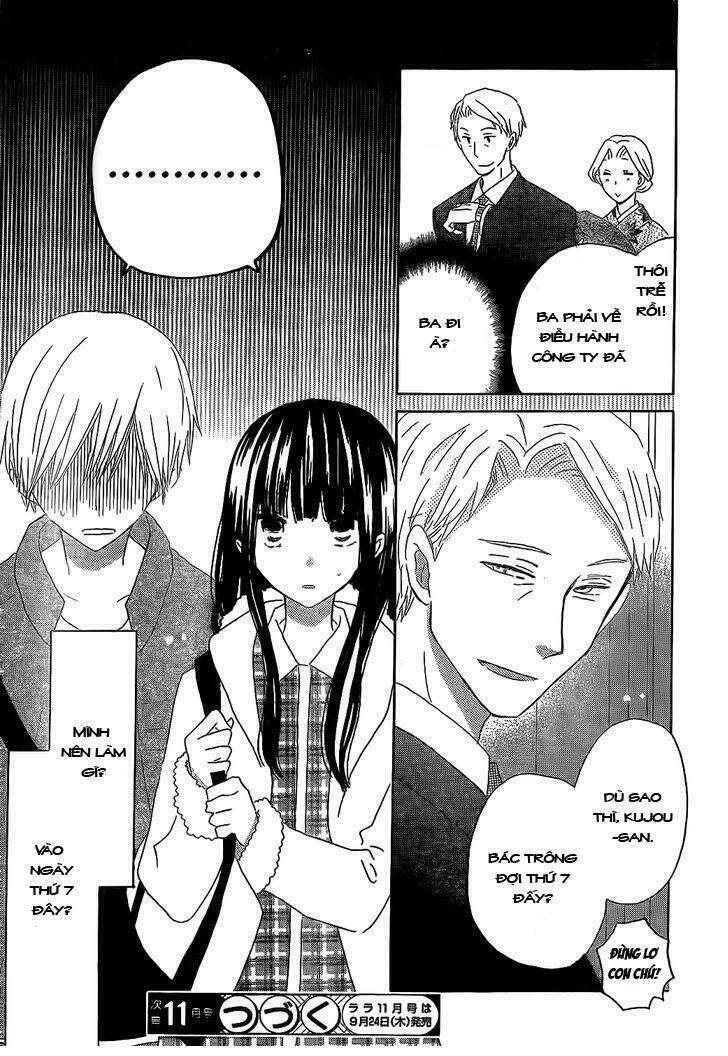 THÔI
TRỄ
RỒI!
BA PHẢI VỀ
ĐIỀU HÀNH
CÔNG TY ĐÃ
BA ĐI
À?
.............
DÙ SAO
THÌ, KUJOU
-SAN.
BÁC TRÔNG
ĐỢI THỨ 7
ĐẤY?
ĐỪNG LƠ
CON CHỨ!
MÌNH
NÊN LÀM
GÌ?
VÀO
NGÀY
THỨ 7
ĐÂY?
次号11月号
つづく
ララ11月号は
9月24日(木)発売